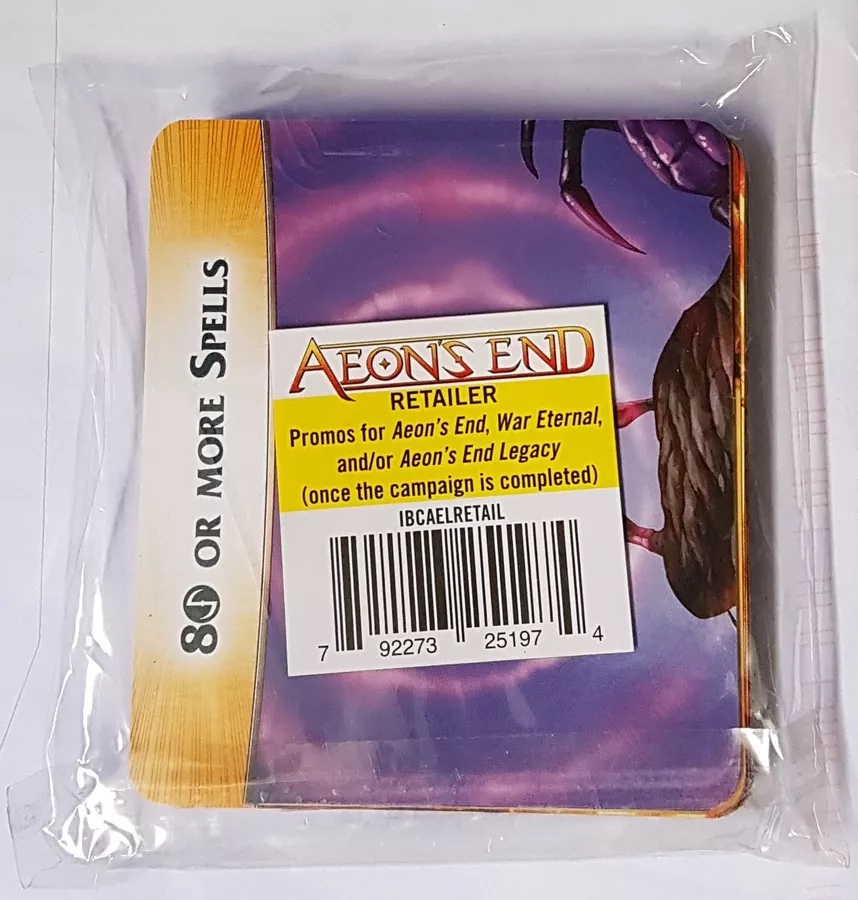 8 OR MORE SPELLS
AEON'S END
RETAILER
Promos for Aeon's End, War Eternal,
and/or Aeon's End Legacy
(once the campaign is completed)
IBCAELRETAIL
7 92273 25197 4